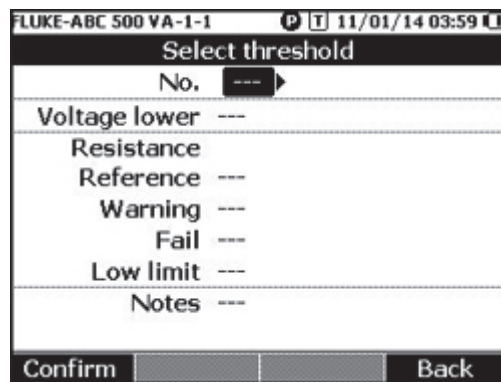 FLUKE-ABC 500 VA-1-1 P T 11/01/14 03:59
Select threshold
No. ---
Voltage lower ---
Resistance
Reference ---
Warning ---
Fail ---
Low limit ---
Notes ---
Confirm Back